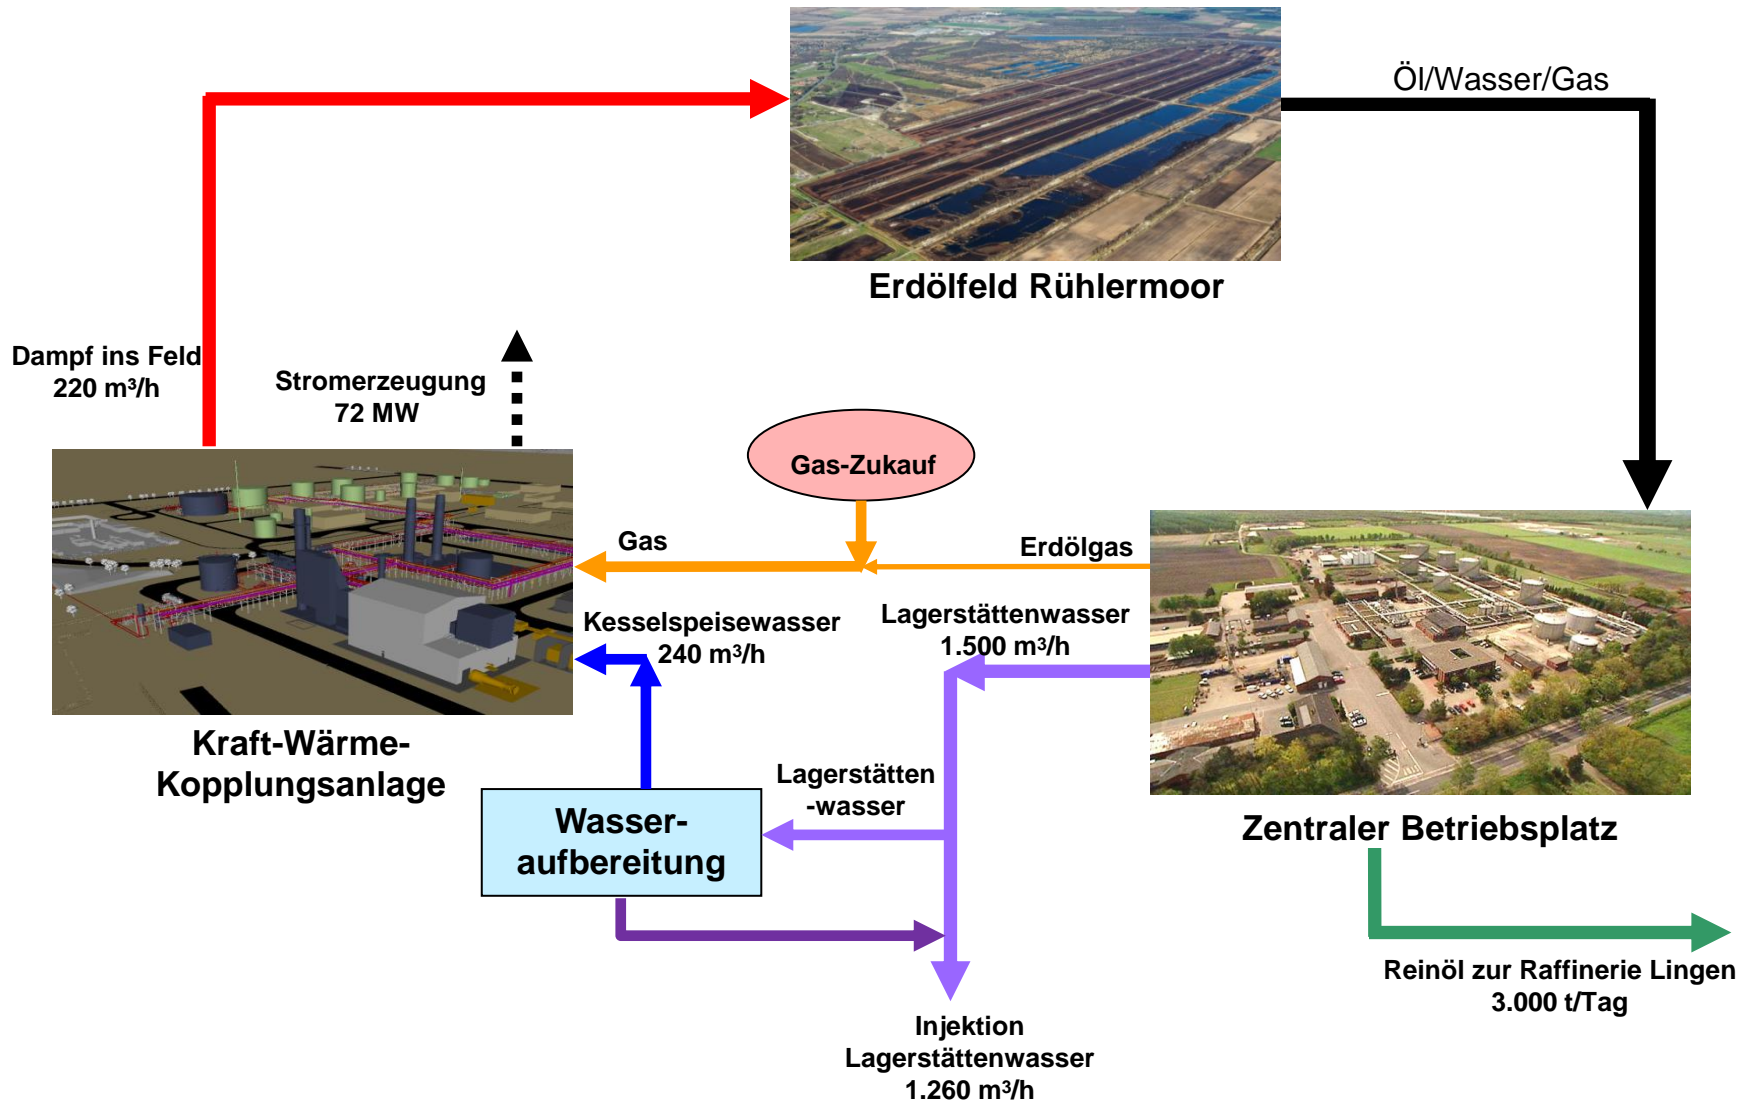 Öl/Wasser/Gas
Erdölfeld Rühlermoor
Dampf ins Feld
220 m³/h
Stromerzeugung
72 MW
Gas-Zukauf
Gas
Erdölgas
Kesselspeisewasser
240 m³/h
Lagerstättenwasser
1.500 m³/h
Kraft-Wärme-
Kopplungsanlage
Lagerstätten
-wasser
Wasser-
aufbereitung
Zentraler Betriebsplatz
Reinöl zur Raffinerie Lingen
3.000 t/Tag
Injektion
Lagerstättenwasser
1.260 m³/h